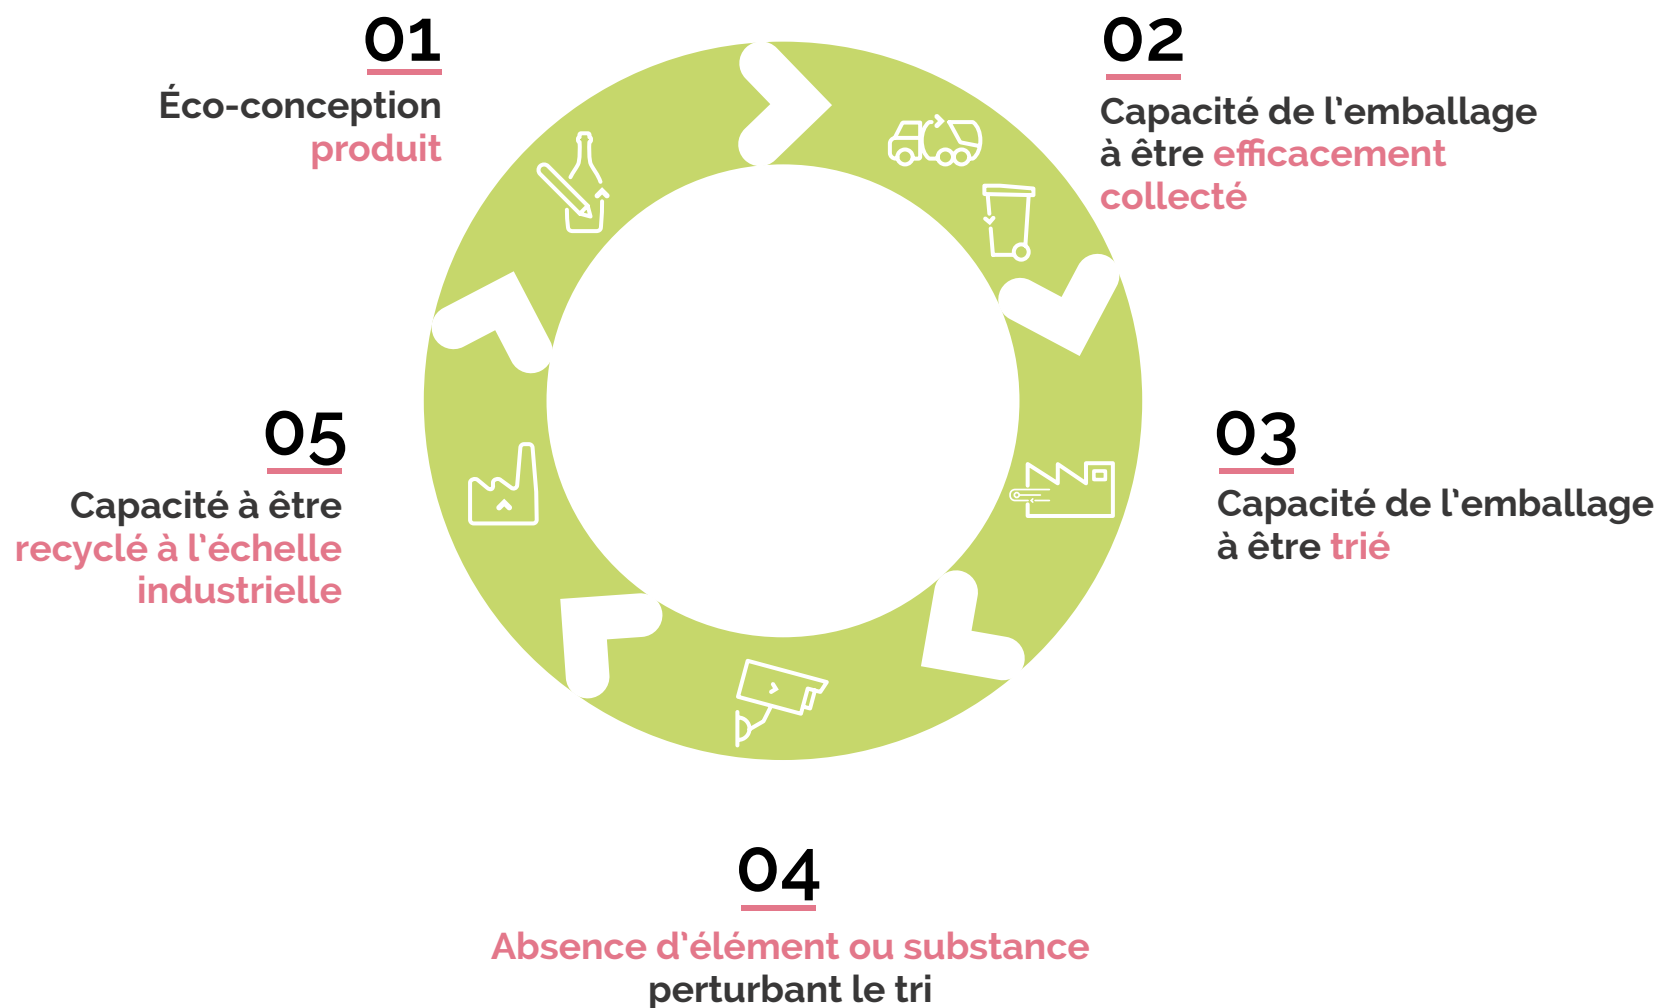 01
Éco-conception
produit
02
Capacité de l’emballage
à être efficacement
collecté
03
Capacité de l’emballage
à être trié
04
Absence d’élément ou substance
perturbant le tri
05
Capacité à être
recyclé à l’échelle
industrielle